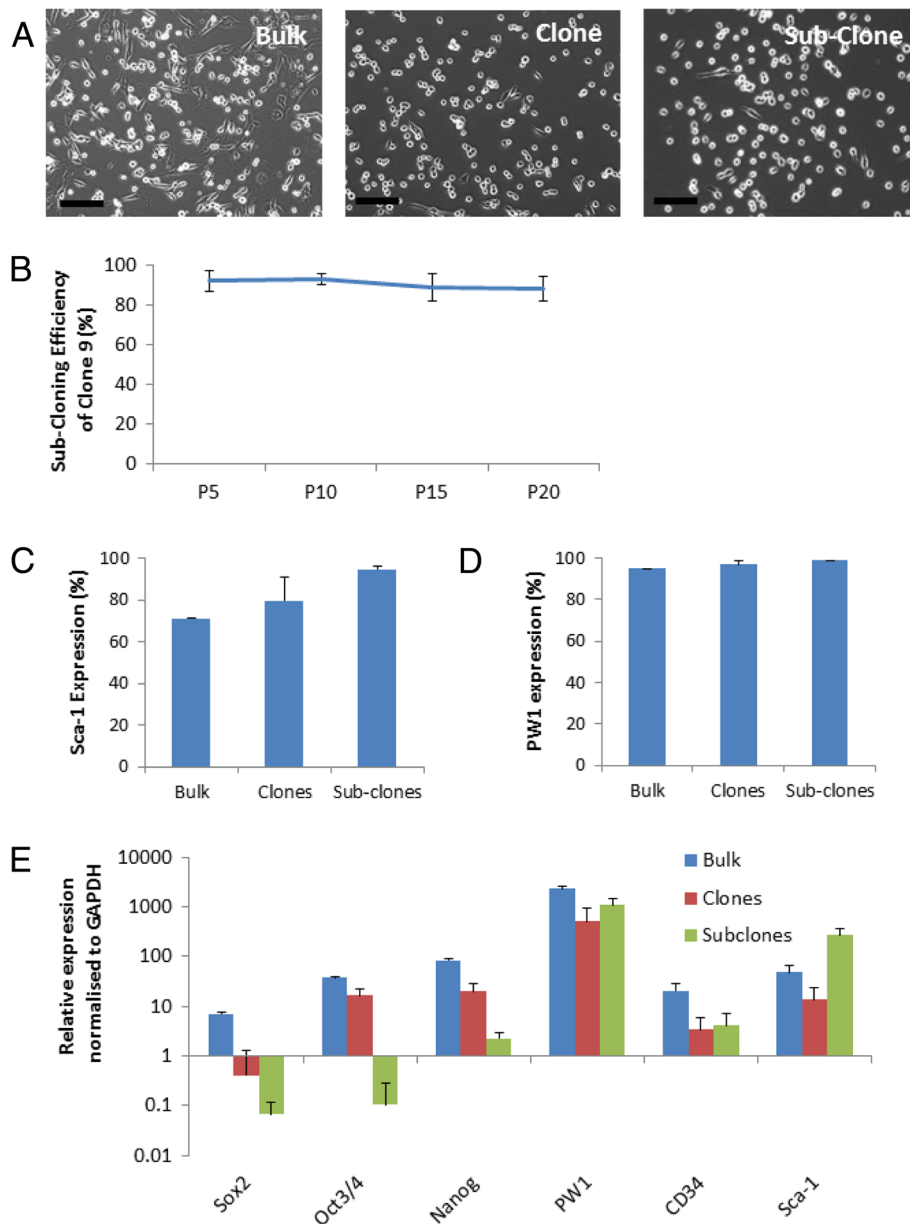 A
Bulk
Clone
Sub-Clone
B
Sub-Cloning Efficiency
of Clone 9 (%)
100
80
60
40
20
0
P5 P10 P15 P20
C
Sca-1 Expression (%)
100
80
60
40
20
0
Bulk Clones Sub-clones
D
PW1 expression (%)
100
80
60
40
20
0
Bulk Clones Sub-clones
E
Relative expression
normalised to GAPDH
10000
1000
100
10
1
0.1
0.01
Bulk
Clones
Subclones
Sox2 Oct3/4 Nanog PW1 CD34 Sca-1